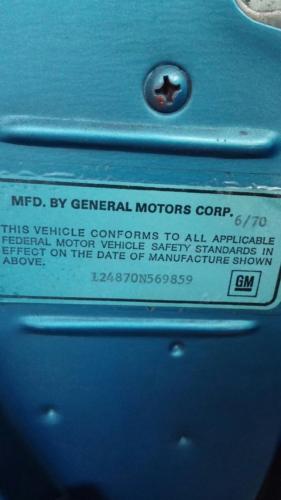 MFD. BY GENERAL MOTORS CORP. 6/70
THIS VEHICLE CONFORMS TO ALL APPLICABLE
FEDERAL MOTOR VEHICLE SAFETY STANDARDS IN
EFFECT ON THE DATE OF MANUFACTURE SHOWN
ABOVE.
124870N569859
GM